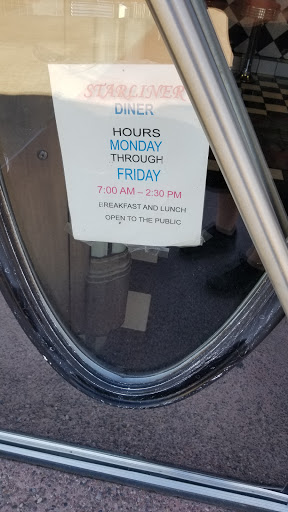 STARLINER
DINER
HOURS
MONDAY
THROUGH
FRIDAY
7:00 AM – 2:30 PM
BREAKFAST AND LUNCH
OPEN TO THE PUBLIC